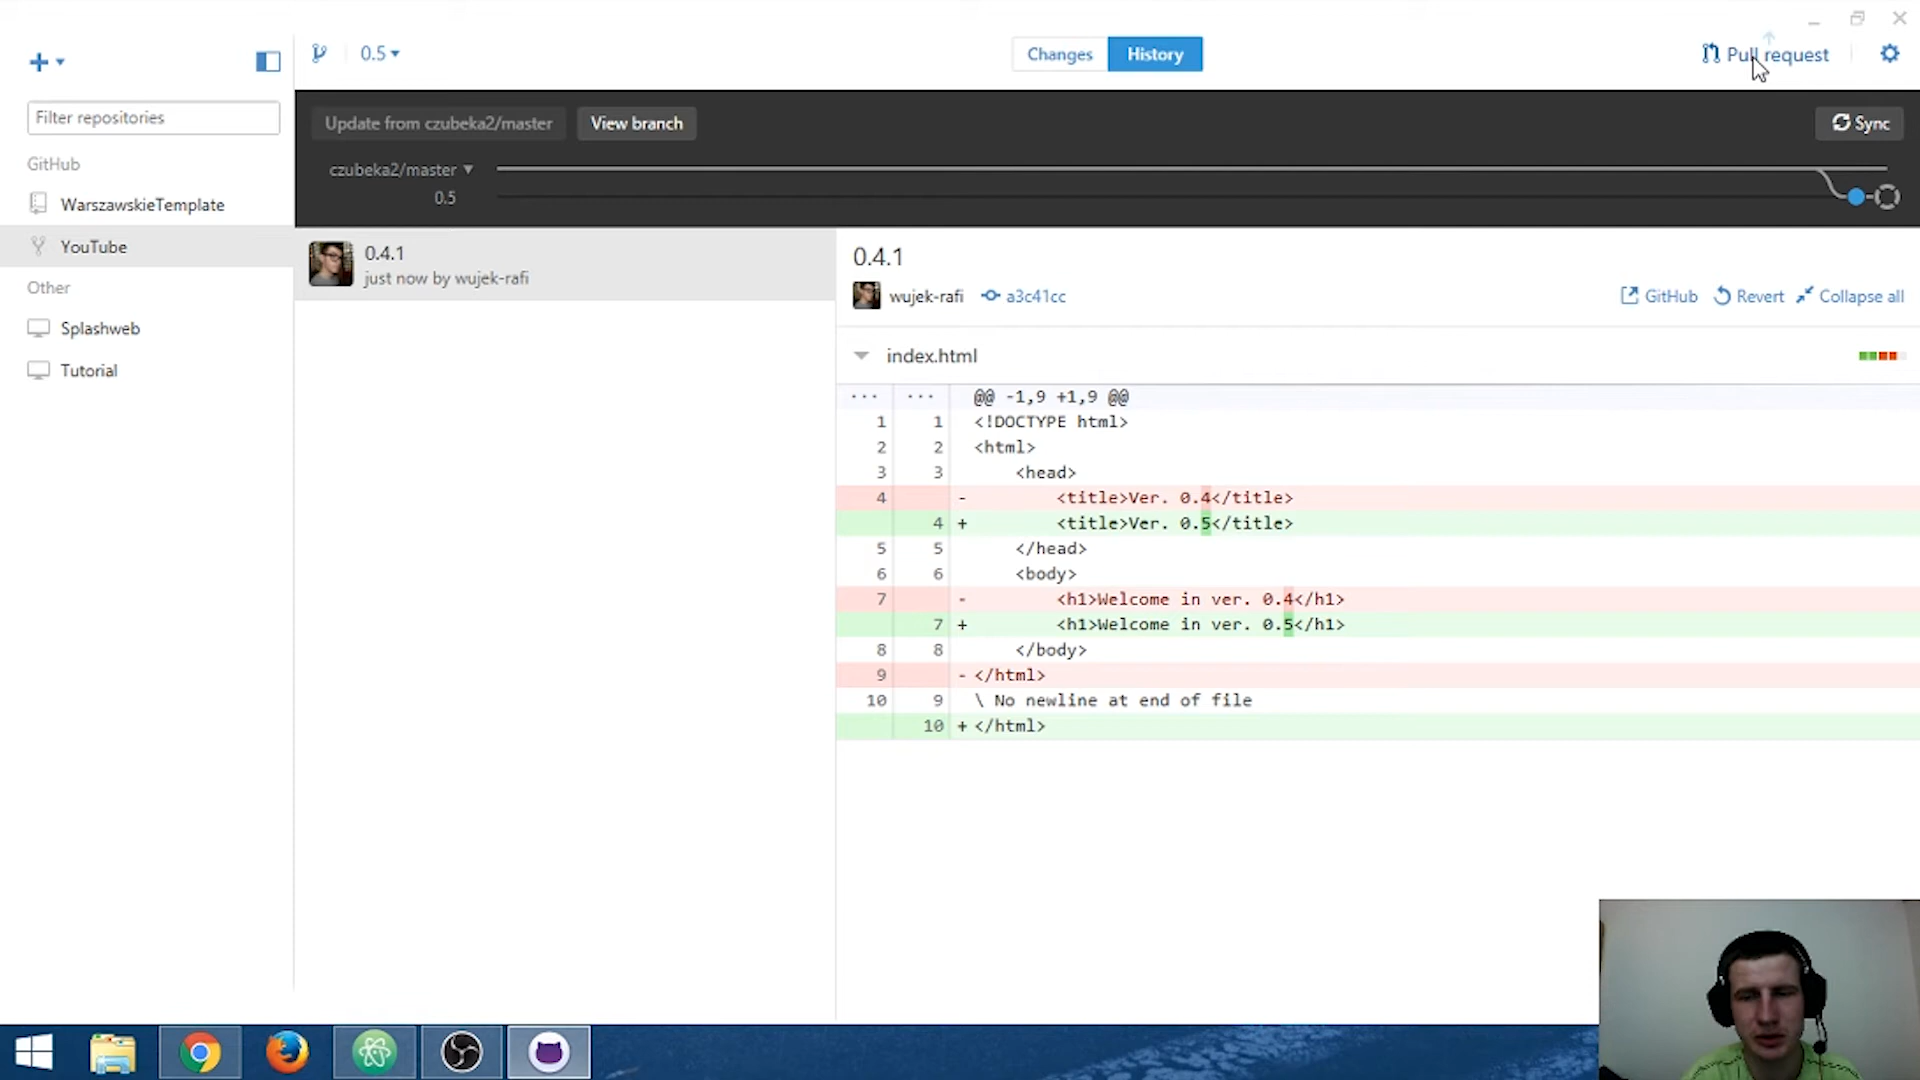 0.5
Changes
History
Pull request
Filter repositories
Update from czubeka2/master
View branch
Sync
GitHub
czubeka2/master
0.5
WarszawskieTemplate
YouTube
Other
Splashweb
Tutorial
0.4.1
just now by wujek-rafi
0.4.1
wujek-rafi
a3c41cc
GitHub
Revert
Collapse all
index.html
... ... @@ -1,9 +1,9 @@
1 1 <!DOCTYPE html>
2 2 <html>
3 3 <head>
4 - <title>Ver. 0.4</title>
4 + <title>Ver. 0.5</title>
5 5 </head>
6 6 <body>
7 - <h1>Welcome in ver. 0.4</h1>
7 + <h1>Welcome in ver. 0.5</h1>
8 8 </body>
9 - </html>
10 9 \ No newline at end of file
10 + </html>